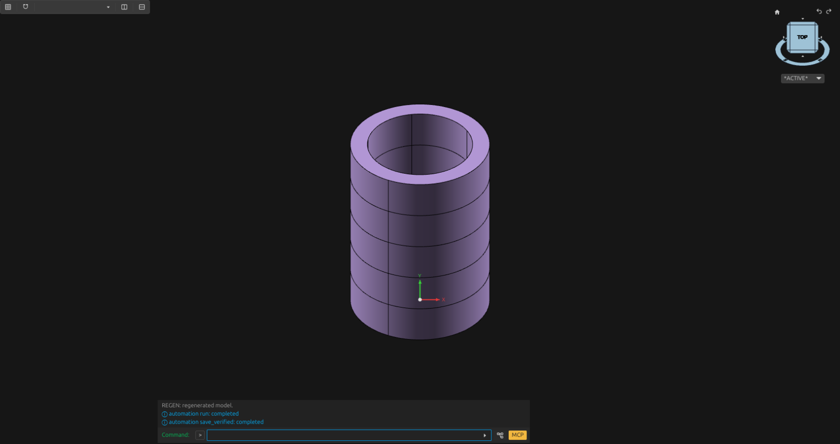 TOP
*ACTIVE*
Y
X
REGEN: regenerated model.
automation run: completed
automation save_verified: completed
Command:
MCP